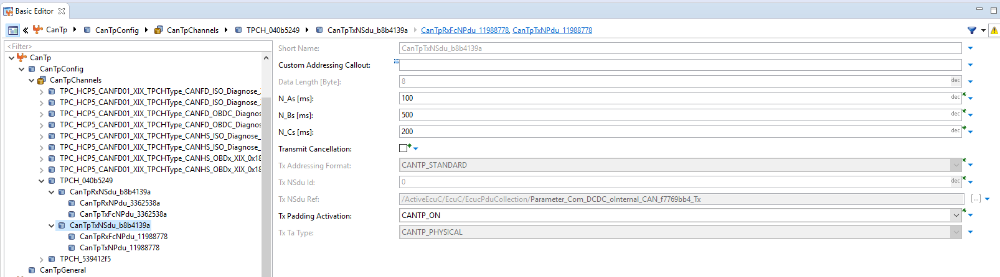 Basic Editor
CanTp CanTpConfig CanTpChannels TPCH_040b5249 CanTpTxNSdu_b8b4139a CanTpRxFcNPdu_11988778, CanTpTxNPdu_11988778
<Filter>
CanTp
CanTpConfig
CanTpChannels
TPC_HCP5_CANFD01_XIX_TPCHType_CANFD_ISO_Diagnose_
TPC_HCP5_CANFD01_XIX_TPCHType_CANFD_ISO_Diagnose_
TPC_HCP5_CANFD01_XIX_TPCHType_CANFD_OBDC_Diagnos
TPC_HCP5_CANFD01_XIX_TPCHType_CANFD_OBDC_Diagnos
TPC_HCP5_CANFD01_XIX_TPCHType_CANHS_ISO_Diagnose_
TPC_HCP5_CANFD01_XIX_TPCHType_CANHS_ISO_Diagnose_
TPC_HCP5_CANFD01_XIX_TPCHType_CANHS_OBDx_XIX_0x18
TPC_HCP5_CANFD01_XIX_TPCHType_CANHS_OBDx_XIX_0x18
TPCH_040b5249
CanTpRxNSdu_b8b4139a
CanTpRxNPdu_3362538a
CanTpTxFcNPdu_3362538a
CanTpTxNSdu_b8b4139a
CanTpRxFcNPdu_11988778
CanTpTxNPdu_11988778
TPCH_539412f5
CanTpGeneral
Short Name: CanTpTxNSdu_b8b4139a
Custom Addressing Callout:
Data Length [Byte]: 8 dec
N_As [ms]: 100 dec
N_Bs [ms]: 500 dec
N_Cs [ms]: 200 dec
Transmit Cancellation:
Tx Addressing Format: CANTP_STANDARD
Tx NSdu Id: 0 dec
Tx NSdu Ref: /ActiveEcuC/EcuC/EcucPduCollection/Parameter_Com_DCDC_oInternal_CAN_f7769bb4_Tx [...]
Tx Padding Activation: CANTP_ON
Tx Ta Type: CANTP_PHYSICAL